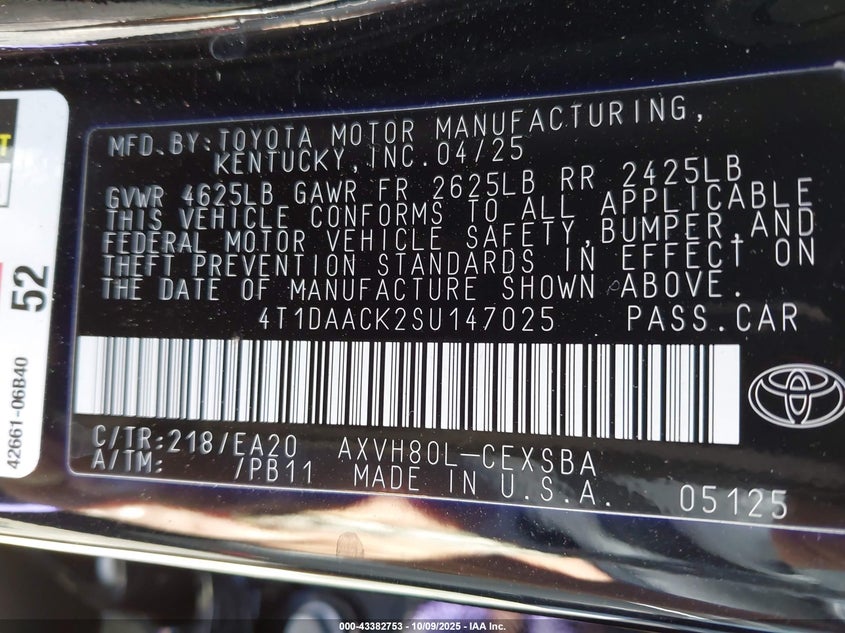 MFD. BY: TOYOTA MOTOR MANUFACTURING,
KENTUCKY, INC. 04/25
GVWR 4625LB GAWR FR 2625LB RR 2425LB
THIS VEHICLE CONFORMS TO ALL APPLICABLE
FEDERAL MOTOR VEHICLE SAFETY, BUMPER, AND
THEFT PREVENTION STANDARDS IN EFFECT ON
THE DATE OF MANUFACTURE SHOWN ABOVE.
4T1DAACK2SU147025 PASS.CAR
C/TR: 218/EA20 AXVH80L-CEXSBA
A/TM: /PB11 MADE IN U.S.A. 05125
T
52
42661-06B40
000-43382753 - 10/09/2025 - IAA Inc.